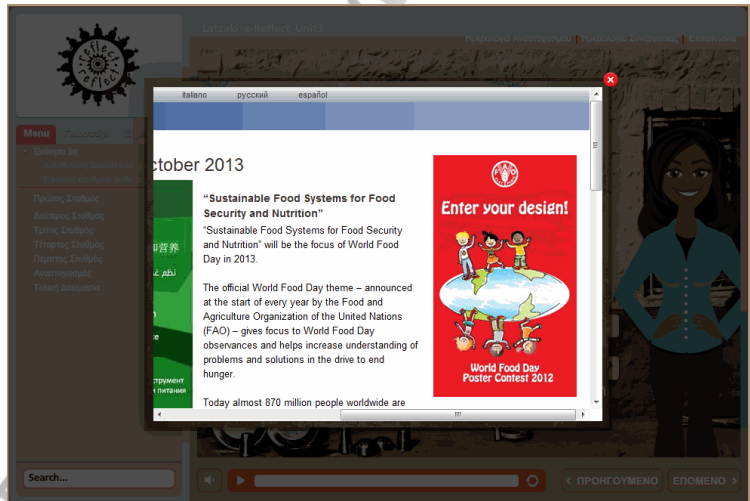 Latzaki_e-Reflect_Unit3
reflect
reflect
Menu
Ενότητα 3η
Πρώτος Σταθμός
Δεύτερος Σταθμός
Τρίτος Σταθμός
Τέταρτος Σταθμός
Πέμπτος Σταθμός
Αναστοχασμός
Τελική Δοκιμασία
Search...
italiano русский español
ctober 2013
“Sustainable Food Systems for Food
Security and Nutrition”
“Sustainable Food Systems for Food Security
and Nutrition” will be the focus of World Food
Day in 2013.
The official World Food Day theme – announced
at the start of every year by the Food and
Agriculture Organization of the United Nations
(FAO) – gives focus to World Food Day
observances and helps increase understanding of
problems and solutions in the drive to end
hunger.
Today almost 870 million people worldwide are
Enter your design!
World Food Day
Poster Contest 2012
< ΠΡΟΗΓΟΥΜΕΝΟ
ΕΠΟΜΕΝΟ >